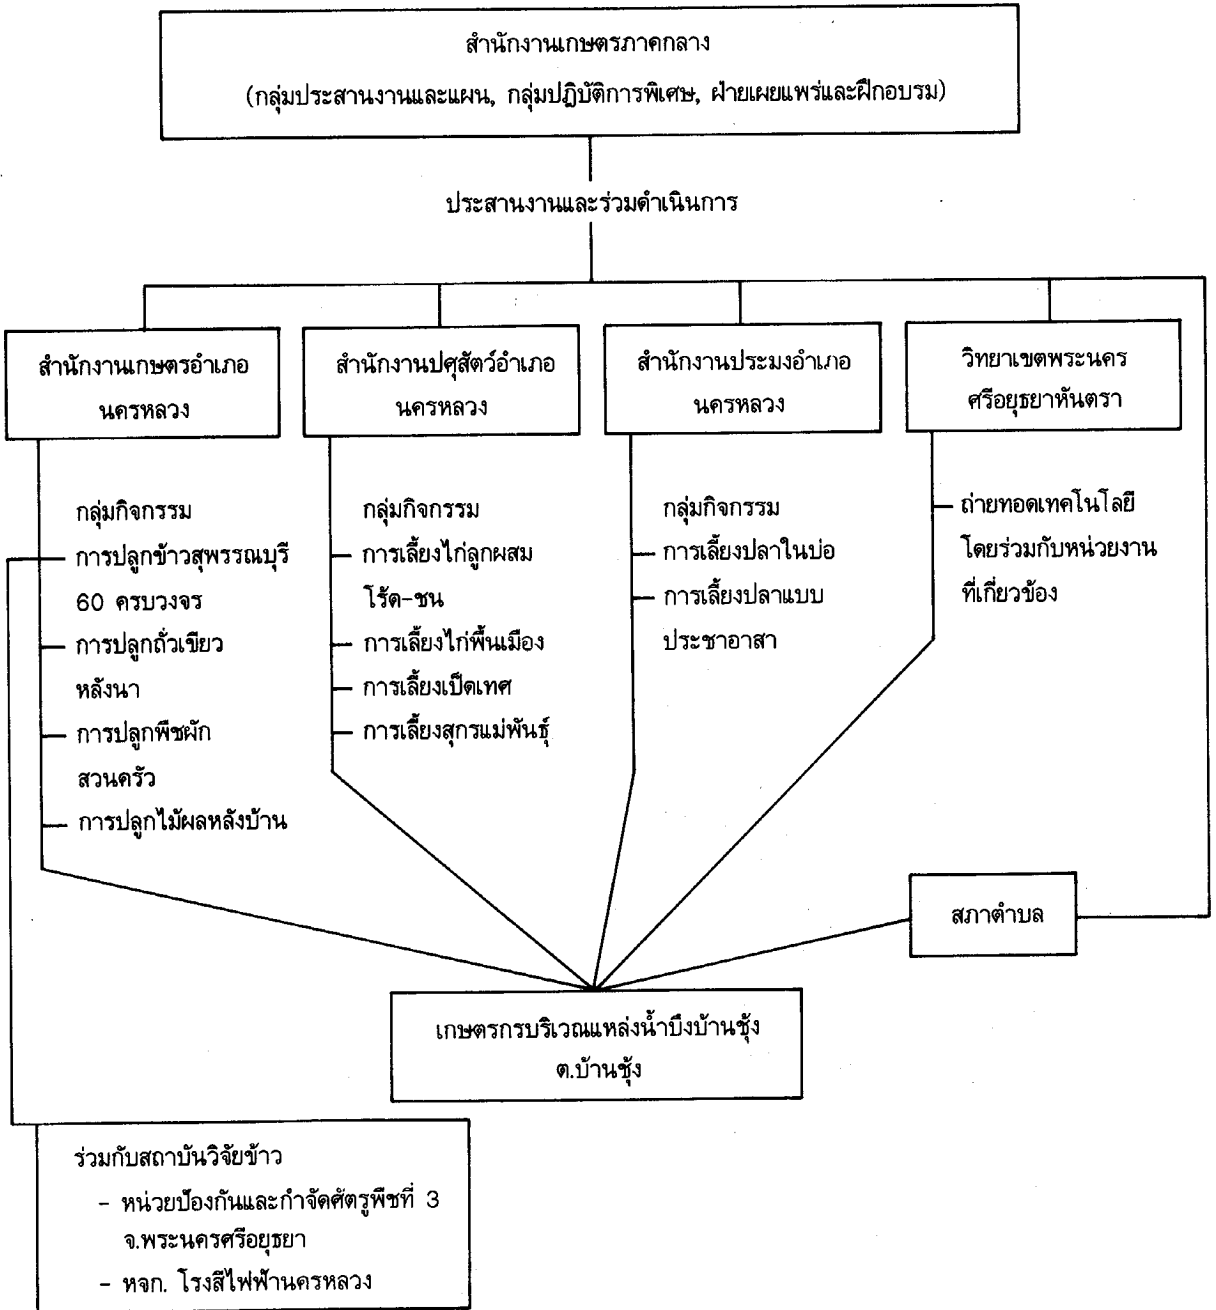 สำนักงานเกษตรภาคกลาง
(กลุ่มประสานงานและแผน, กลุ่มปฏิบัติการพิเศษ, ฝ่ายเผยแพร่และฝึกอบรม)
ประสานงานและร่วมดำเนินการ
สำนักงานเกษตรอำเภอ
นครหลวง
สำนักงานปศุสัตว์อำเภอ
นครหลวง
สำนักงานประมงอำเภอ
นครหลวง
วิทยาเขตพระนคร
ศรีอยุธยาหันตรา
กลุ่มกิจกรรม
การปลูกข้าวสุพรรณบุรี
60 ครบวงจร
การปลูกถั่วเขียว
หลังนา
การปลูกพืชผัก
สวนครัว
การปลูกไม้ผลหลังบ้าน
กลุ่มกิจกรรม
การเลี้ยงไก่ลูกผสม
โร้ด-ชน
การเลี้ยงไก่พื้นเมือง
การเลี้ยงเป็ดเทศ
การเลี้ยงสุกรแม่พันธุ์
กลุ่มกิจกรรม
การเลี้ยงปลาในบ่อ
การเลี้ยงปลาแบบ
ประชาอาสา
ถ่ายทอดเทคโนโลยี
โดยร่วมกับหน่วยงาน
ที่เกี่ยวข้อง
สภาตำบล
เกษตรกรบริเวณแหล่งน้ำบึงบ้านชุ้ง
ต.บ้านชุ้ง
ร่วมกับสถาบันวิจัยข้าว
- หน่วยป้องกันและกำจัดศัตรูพืชที่ 3
จ.พระนครศรีอยุธยา
- หจก. โรงสีไฟฟ้านครหลวง